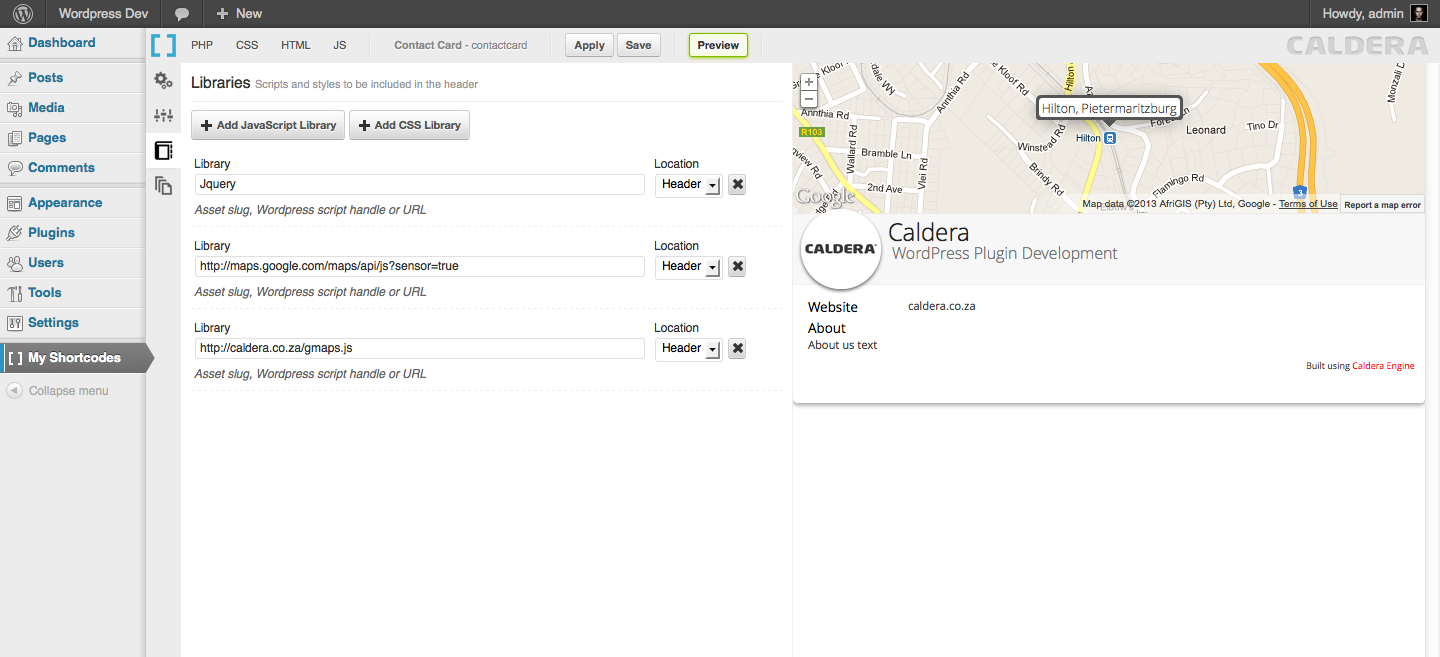 Wordpress Dev
New
Howdy, admin
Dashboard
Posts
Media
Pages
Comments
Appearance
Plugins
Users
Tools
Settings
[ ] My Shortcodes
Collapse menu
PHP CSS HTML JS Contact Card - contactcard Apply Save Preview
CALDERA
Libraries Scripts and styles to be included in the header
Add JavaScript Library Add CSS Library
Library Location
Jquery Header
Asset slug, Wordpress script handle or URL
Library Location
http://maps.google.com/maps/api/js?sensor=true Header
Asset slug, Wordpress script handle or URL
Library Location
http://caldera.co.za/gmaps.js Header
Asset slug, Wordpress script handle or URL
de Kloof Rd
Hilton
Annthia Rd
Monzali D
Hilton, Pietermaritzburg
Annthia Rd
R103
Wallard Rd
Bramble Ln
Vlei Rd
2nd Ave
Winstead Rd
Hilton
Leonard
Tino Dr
Brindy Rd
Flamingo Rd
3
Google
Map data ©2013 AfriGIS (Pty) Ltd, Google - Terms of Use Report a map error
CALDERA
Caldera
WordPress Plugin Development
Website caldera.co.za
About
About us text
Built using Caldera Engine